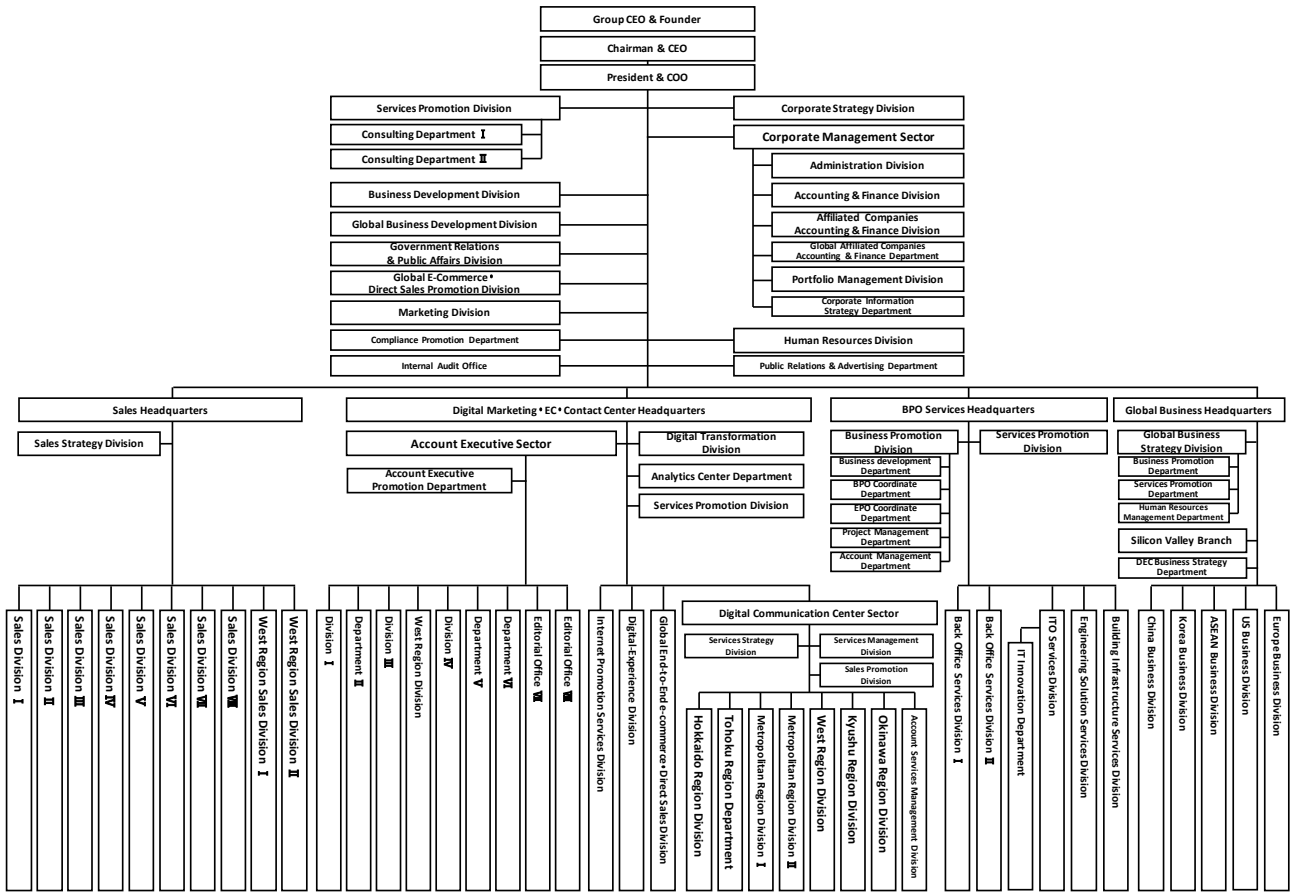 Group CEO & Founder
Chairman & CEO
President & COO
Services Promotion Division
Corporate Strategy Division
Consulting Department Ⅰ
Corporate Management Sector
Consulting Department Ⅱ
Administration Division
Business Development Division
Accounting & Finance Division
Global Business Development Division
Affiliated Companies
Accounting & Finance Division
Government Relations
& Public Affairs Division
Global Affiliated Companies
Accounting & Finance Department
Global E-Commerce•
Direct Sales Promotion Division
Portfolio Management Division
Marketing Division
Corporate Information
Strategy Department
Compliance Promotion Department
Human Resources Division
Internal Audit Office
Public Relations & Advertising Department
Sales Headquarters
Digital Marketing•EC•Contact Center Headquarters
BPO Services Headquarters
Global Business Headquarters
Sales Strategy Division
Account Executive Sector
Digital Transformation
Division
Account Executive
Promotion Department
Analytics Center Department
Services Promotion Division
Business Promotion
Division
Services Promotion
Division
Business development
Department
BPO Coordinate
Department
EPO Coordinate
Department
Project Management
Department
Account Management
Department
Global Business
Strategy Division
Business Promotion
Department
Services Promotion
Department
Human Resources
Management Department
Silicon Valley Branch
DEC Business Strategy
Department
Sales Division Ⅰ
Sales Division Ⅱ
Sales Division Ⅲ
Sales Division Ⅳ
Sales Division Ⅴ
Sales Division Ⅵ
Sales Division Ⅶ
Sales Division Ⅷ
West Region Sales Division Ⅰ
West Region Sales Division Ⅱ
Division Ⅰ
Department Ⅱ
Division Ⅲ
West Region Division
Division Ⅳ
Department Ⅴ
Department Ⅵ
Editorial Office Ⅶ
Editorial Office Ⅷ
Internet Promotion Services Division
Digital-Experience Division
Global End-to-End e-commerce•Direct Sales Division
Digital Communication Center Sector
Services Strategy
Division
Services Management
Division
Sales Promotion
Division
Hokkaido Region Division
Tohoku Region Department
Metropolitan Region Division Ⅰ
Metropolitan Region Division Ⅱ
West Region Division
Kyushu Region Division
Okinawa Region Division
Account Services Management Division
Back Office Services Division Ⅰ
Back Office Services Division Ⅱ
IT Innovation Department
ITO Services Division
Engineering Solution Services Division
Building Infrastructure Services Division
China Business Division
Korea Business Division
ASEAN Business Division
US Business Division
Europe Business Division